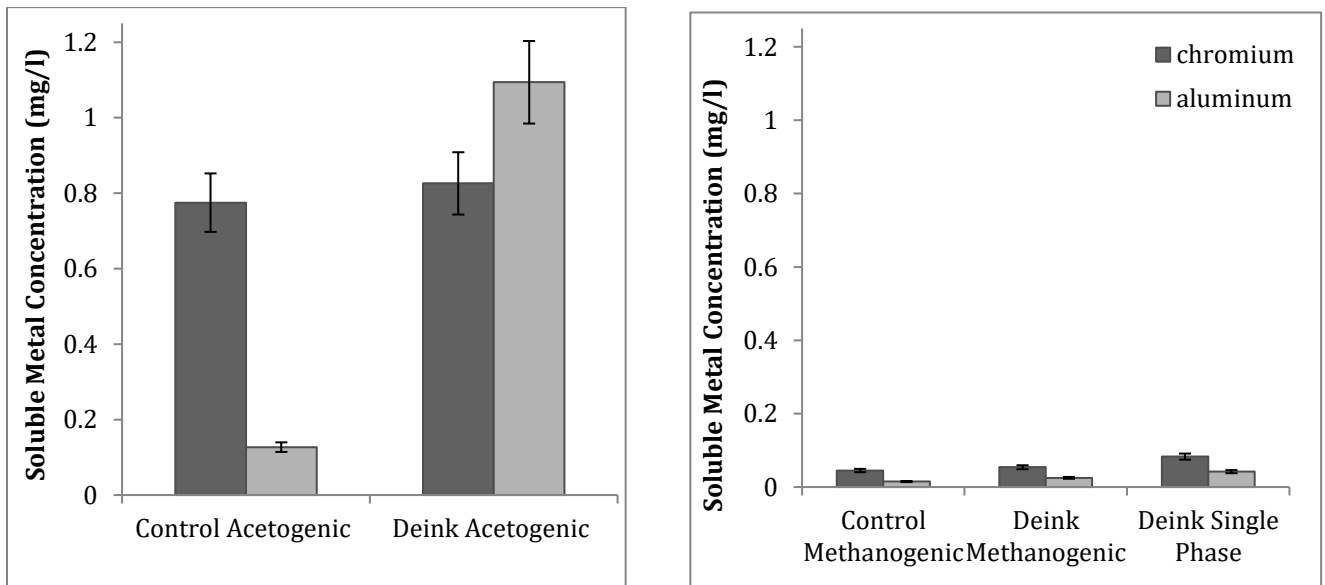 Soluble Metal Concentration (mg/l)
1.2
1
0.8
0.6
0.4
0.2
0
Control Acetogenic
Deink Acetogenic
Soluble Metal Concentration (mg/l)
1.2
1
0.8
0.6
0.4
0.2
0
chromium
aluminum
Control
Methanogenic
Deink
Methanogenic
Deink Single
Phase